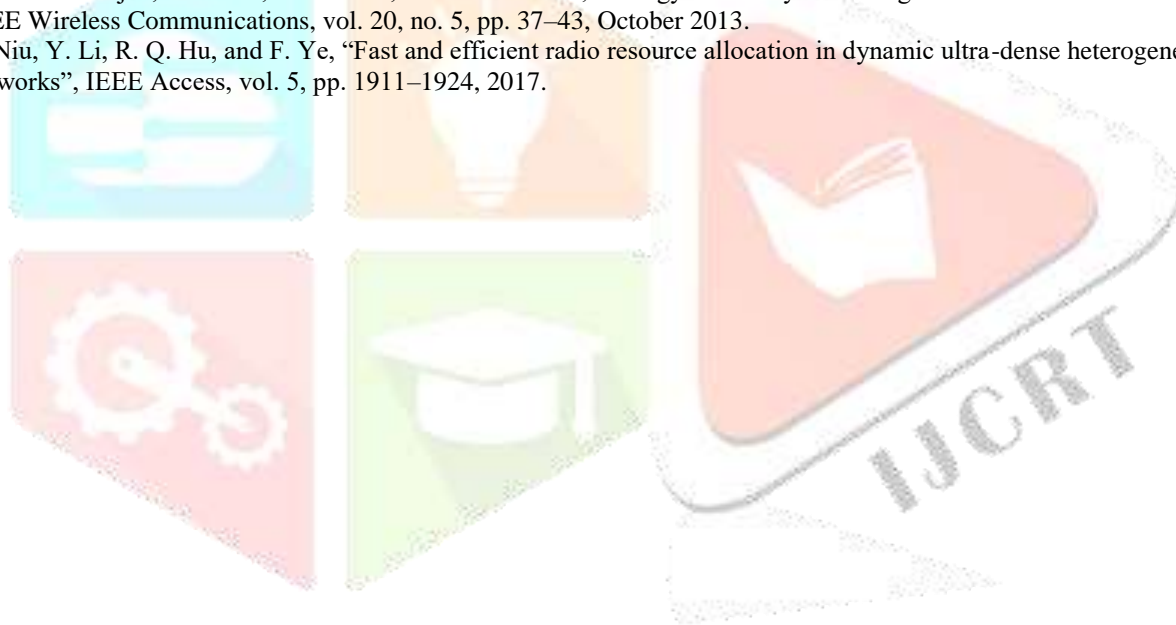 EE Wireless Communications, vol. 20, no. 5, pp. 37–43, October 2013.
Niu, Y. Li, R. Q. Hu, and F. Ye, “Fast and efficient radio resource allocation in dynamic ultra-dense heterogene
works”, IEEE Access, vol. 5, pp. 1911–1924, 2017.
IJCRT